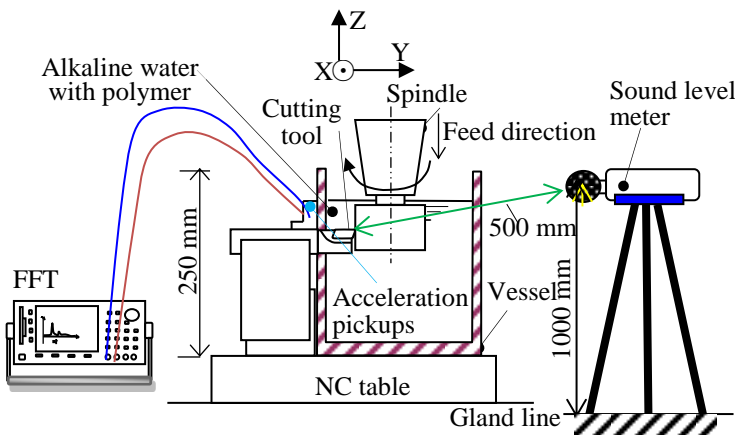 Z
Y
X
Alkaline water
with polymer
Cutting
tool
Spindle
Feed direction
Sound level
meter
250 mm
500 mm
1000 mm
FFT
Acceleration
pickups
Vessel
NC table
Gland line